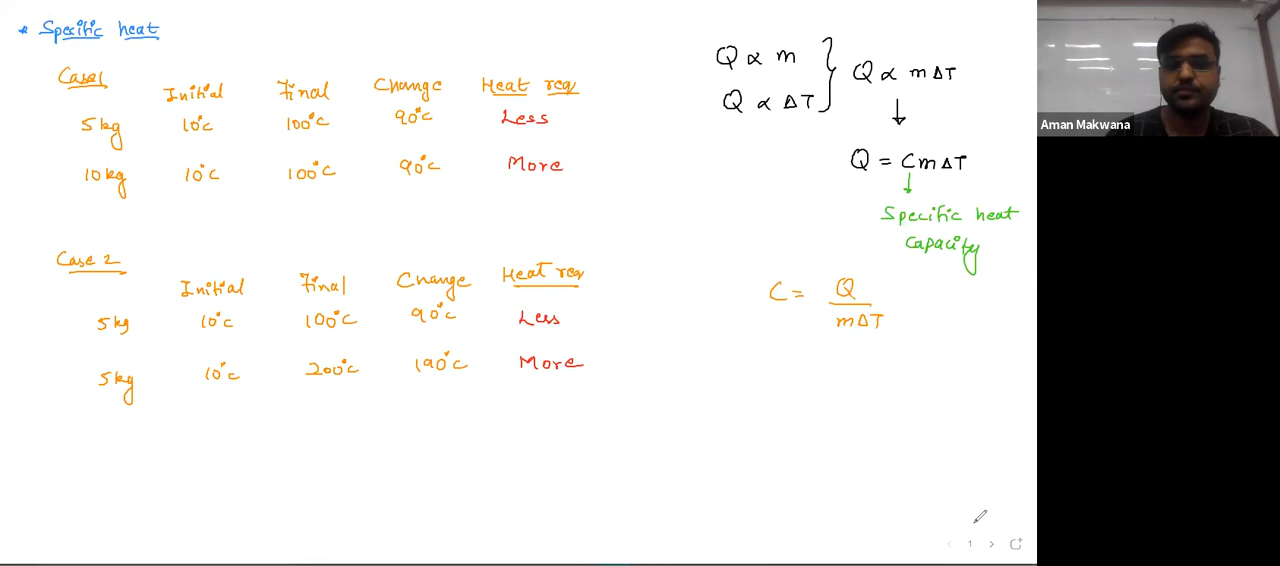 * Specific heat
Case1
Initial Final Change Heat req
5kg 10°c 100°c 90°c Less
10kg 10°c 100°c 90°c More
Case 2
Initial Final Change Heat req
5kg 10°c 100°c 90°c Less
5kg 10°c 200°c 190°c More
Q ∝ m
Q ∝ ΔT
Q ∝ mΔT
↓
Q = CmΔT
↓
Specific heat
capacity
C = Q
mΔT
Aman Makwana
1